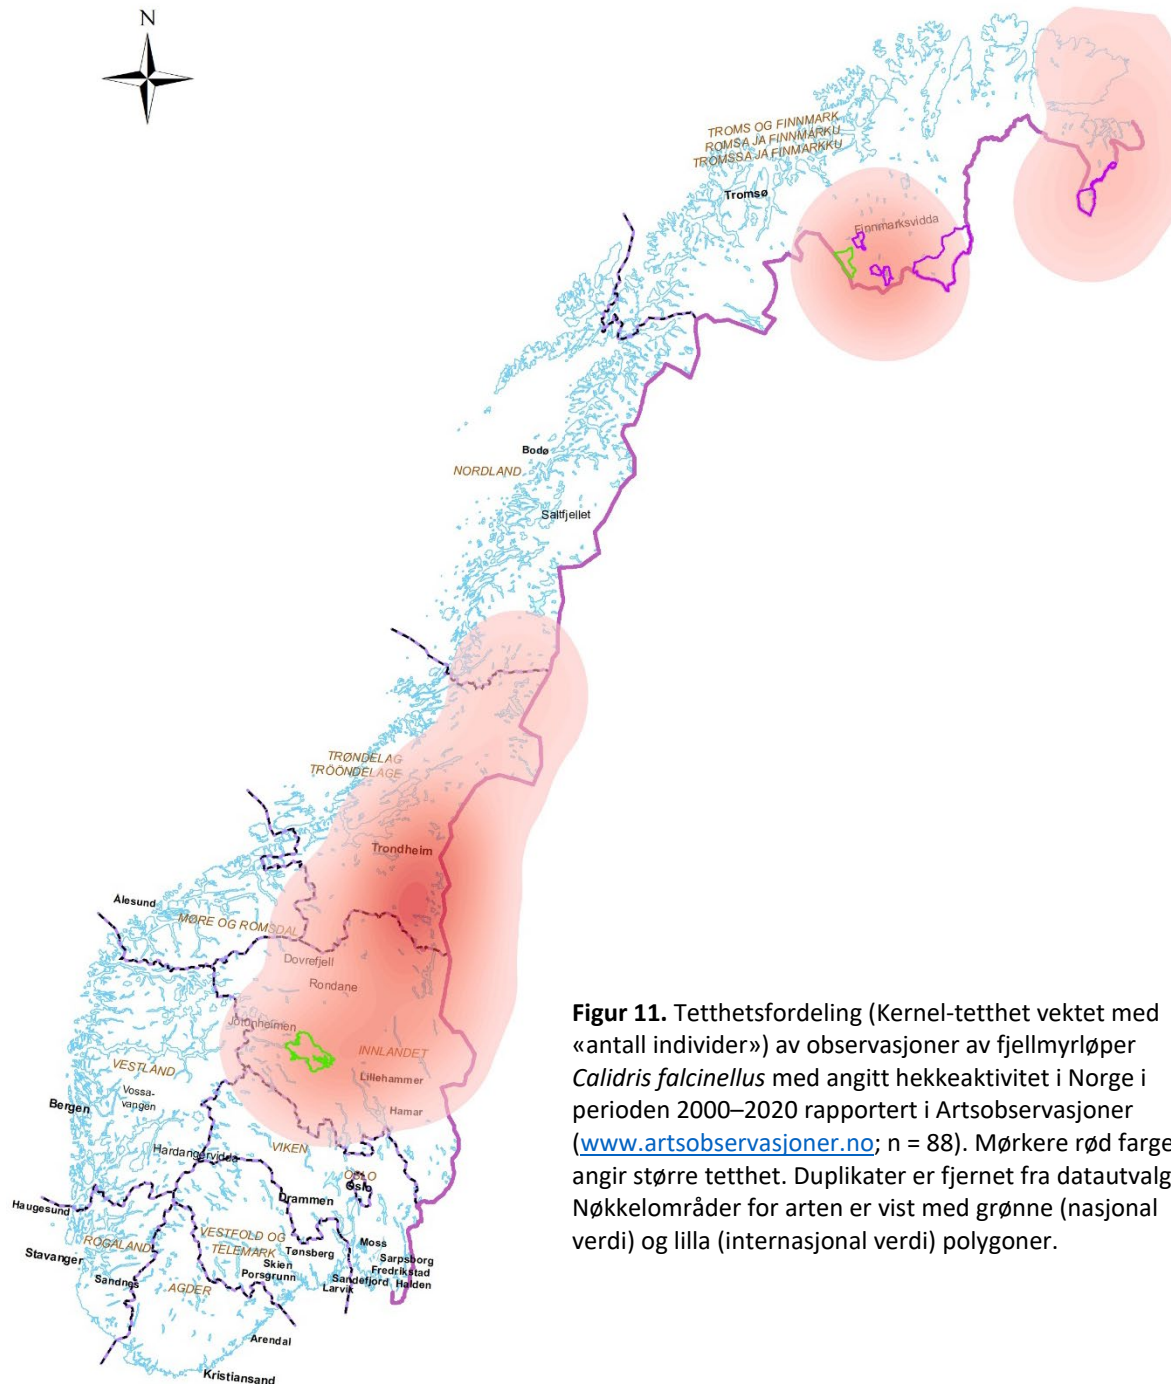 N
TROMS OG FINNMARK
ROMSA JA FINNMARKU
TROMSSA JA FINMARKKU
Tromsø
Finnmarksvidda
Bodø
NORDLAND
Saltfjellet
TRØNDELAG
TRÖÖNDELAGE
Trondheim
Ålesund
MØRE OG ROMSDAL
Dovrefjell
Rondane
Jotunheimen
INNLANDET
VESTLAND
Lillehammer
Vossa-
vangen
Bergen
Hamar
VIKEN
Hardangervidda
OSLO
Oslo
Drammen
Haugesund
VESTFOLD OG
TELEMARK
ROGALAND
Moss
Tønsberg
Stavanger
Skien
Sarpsborg
Porsgrunn
Fredrikstad
Sandnes
Sandefjord
Halden
Larvik
AGDER
Arendal
Kristiansand
Figur 11. Tetthetsfordeling (Kernel-tetthet vektet med
«antall individer») av observasjoner av fjellmyrløper
Calidris falcinellus med angitt hekkeaktivitet i Norge i
perioden 2000–2020 rapportert i Artsobservasjoner
(www.artsobservasjoner.no; n = 88). Mørkere rød farge
angir større tetthet. Duplikater er fjernet fra datautvalg
Nøkkelområder for arten er vist med grønne (nasjonal
verdi) og lilla (internasjonal verdi) polygoner.